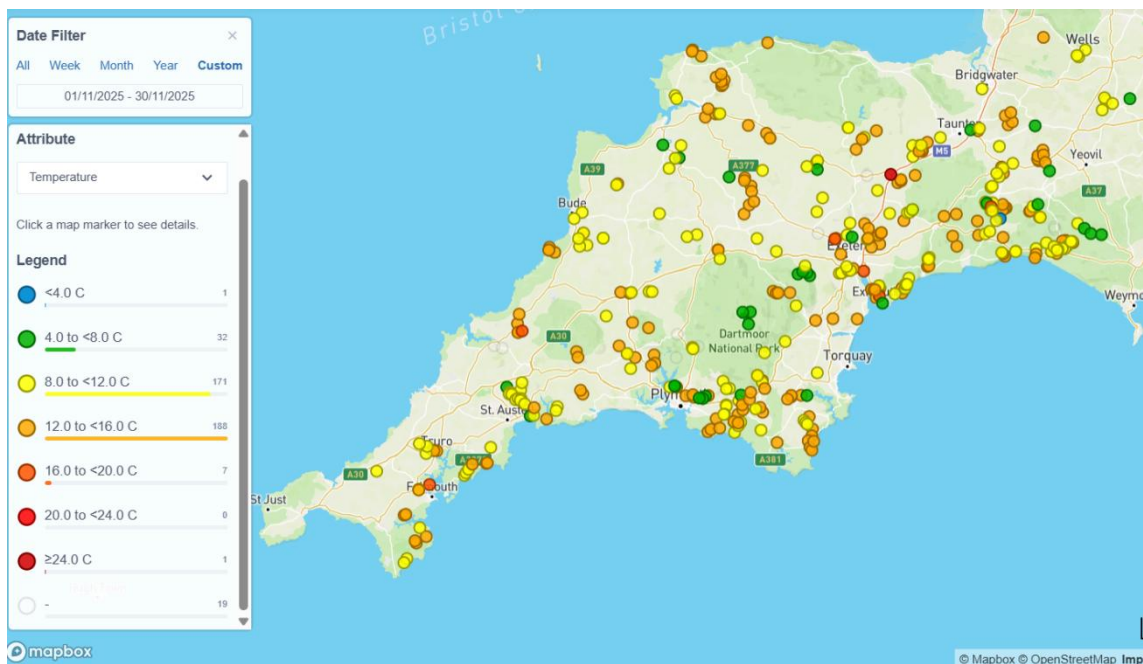 Bristol
Date Filter ×
All Week Month Year Custom
01/11/2025 - 30/11/2025
Attribute
Temperature
Click a map marker to see details.
Legend
<4.0 C 1
4.0 to <8.0 C 32
8.0 to <12.0 C 171
12.0 to <16.0 C 188
16.0 to <20.0 C 7
20.0 to <24.0 C 0
≥24.0 C 1
- 19
Wells
Bridgwater
Taunton
M5
Yeovil
A377
A39
A37
Bude
Exeter
Exmouth
Weym
A30
Dartmoor
National Park
Torquay
Plymouth
St. Auste
Truro
A30
A381
Falmouth
St Just
mapbox
© Mapbox © OpenStreetMap Imp